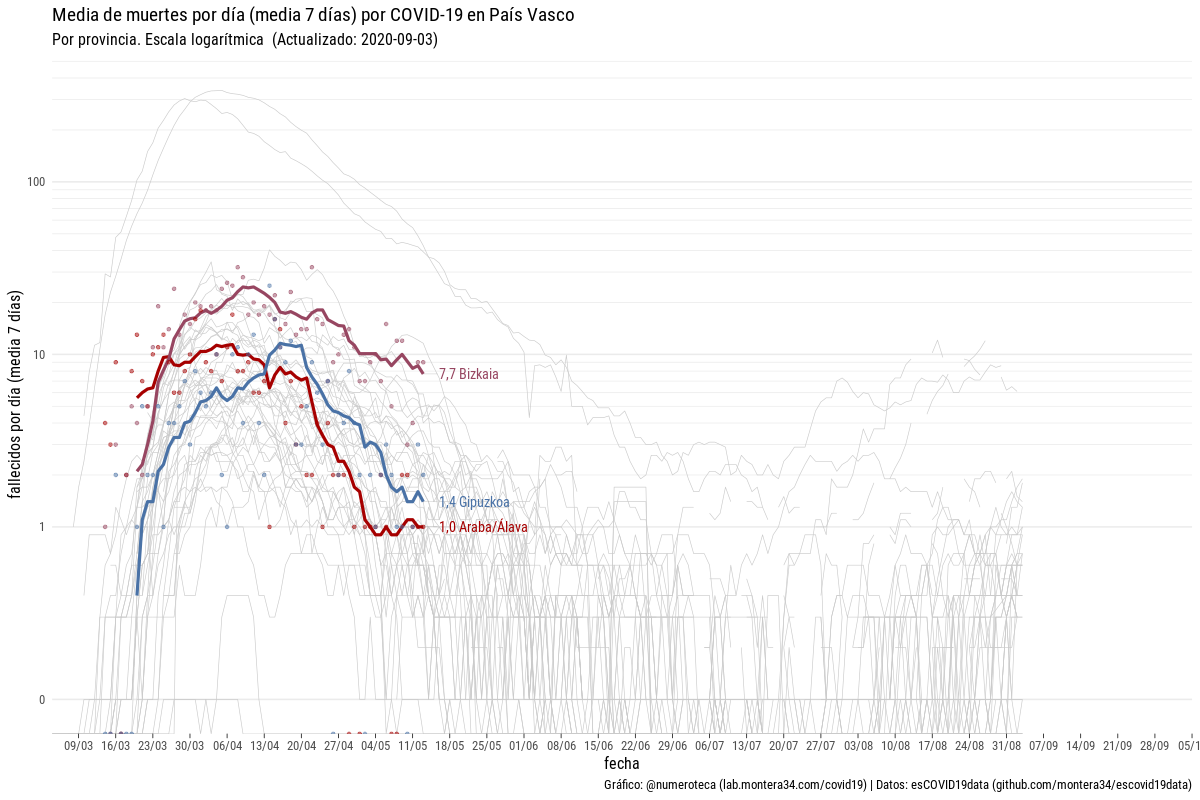 Media de muertes por día (media 7 días) por COVID-19 en País Vasco
Por provincia. Escala logarítmica (Actualizado: 2020-09-03)
fallecidos por día (media 7 días)
100
10
1
0
7,7 Bizkaia
1,4 Gipuzkoa
1,0 Araba/Álava
09/03 16/03 23/03 30/03 06/04 13/04 20/04 27/04 04/05 11/05 18/05 25/05 01/06 08/06 15/06 22/06 29/06 06/07 13/07 20/07 27/07 03/08 10/08 17/08 24/08 31/08 07/09 14/09 21/09 28/09 05/1
fecha
Gráfico: @numeroteca (lab.montera34.com/covid19) | Datos: esCOVID19data (github.com/montera34/escovid19data)